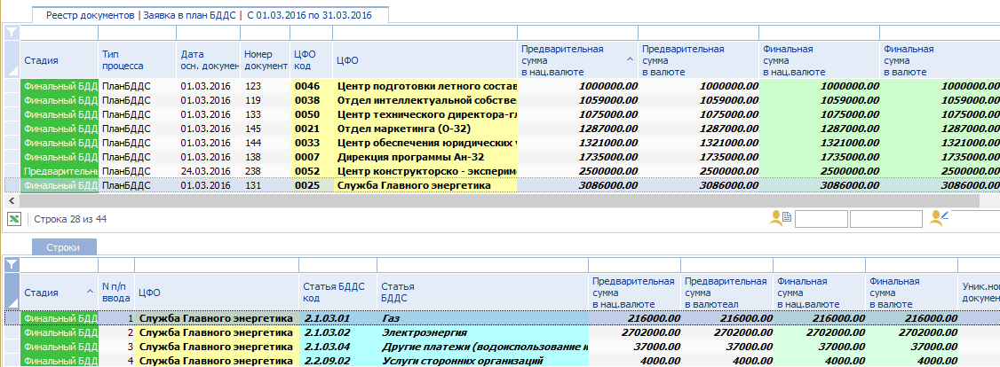 Реестр документов | Заявка в план БДДС | С 01.03.2016 по 31.03.2016
Стадия Тип процесса Дата осн. докумен Номер документ ЦФО код ЦФО Предварительная сумма в нац.валюте Предварительная сумма в валюте Финальная сумма в нац.валюте Финальная сумма в валюте
Финальный БДД ПланБДДС 01.03.2016 123 0046 Центр подготовки летного состав 1000000.00 1000000.00 1000000.00 1000000.00
Финальный БДД ПланБДДС 01.03.2016 119 0038 Отдел интеллектуальной собстве 1059000.00 1059000.00 1059000.00 1059000.00
Финальный БДД ПланБДДС 01.03.2016 133 0050 Центр технического директора-гл 1075000.00 1075000.00 1075000.00 1075000.00
Финальный БДД ПланБДДС 01.03.2016 145 0021 Отдел маркетинга (О-32) 1287000.00 1287000.00 1287000.00 1287000.00
Финальный БДД ПланБДДС 01.03.2016 144 0033 Центр обеспечения юридических 1321000.00 1321000.00 1321000.00 1321000.00
Финальный БДД ПланБДДС 01.03.2016 138 0007 Дирекция программы Ан-32 1735000.00 1735000.00 1735000.00 1735000.00
Предварительн ПланБДДС 24.03.2016 238 0052 Центр конструкторско - эксперим 2500000.00 2500000.00 2500000.00 2500000.00
Финальный БДД ПланБДДС 01.03.2016 131 0025 Служба Главного энергетика 3086000.00 3086000.00 3086000.00 3086000.00
Строка 28 из 44
Строки
Стадия N п/п ввода ЦФО Статья БДДС код Статья БДДС Предварительная сумма в нац.валюте Предварительная сумма в валютеал Финальная сумма в нац.валюте Финальная сумма в валюте Уник.ном докумен
Финальный БДД 1 Служба Главного энергетика 2.1.03.01 Газ 216000.00 216000.00 216000.00 216000.00
Финальный БДД 2 Служба Главного энергетика 2.1.03.02 Электроэнергия 2702000.00 2702000.00 2702000.00 2702000.00
Финальный БДД 3 Служба Главного энергетика 2.1.03.04 Другие платежи (водоиспользование и 37000.00 37000.00 37000.00 37000.00
Финальный БДД 4 Служба Главного энергетика 2.2.09.02 Услуги сторонних организаций 4000.00 4000.00 4000.00 4000.00